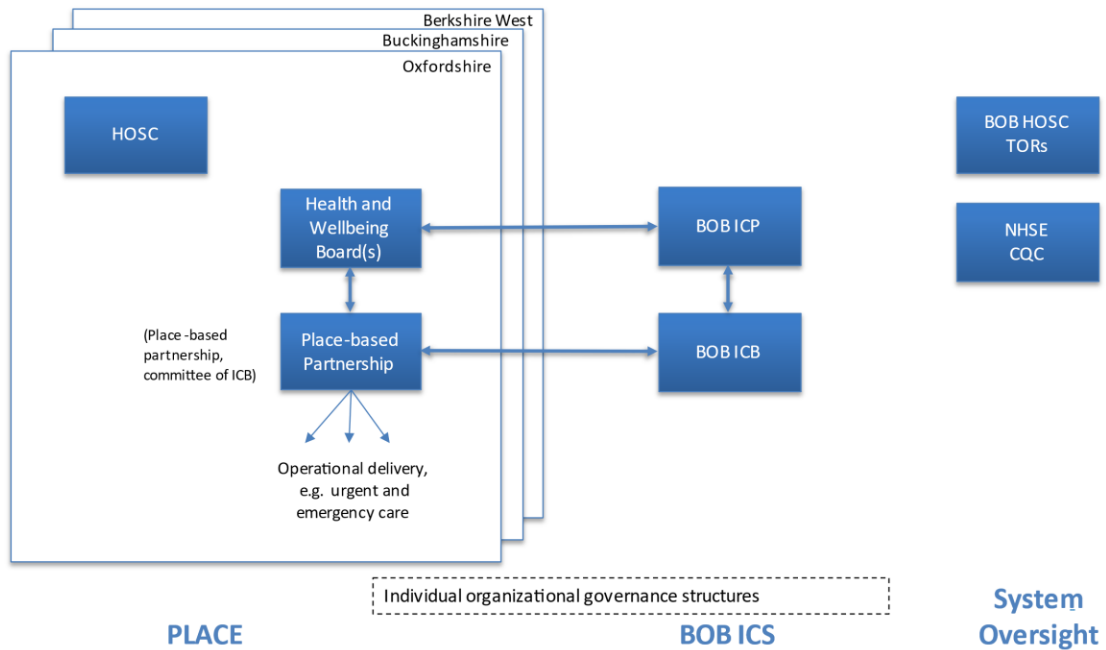 Berkshire West
Buckinghamshire
Oxfordshire
HOSC
BOB HOSC
TORs
Health and
Wellbeing
Board(s)
BOB ICP
NHSE
CQC
(Place-based
partnership,
committee of ICB)
Place-based
Partnership
BOB ICB
Operational delivery,
e.g. urgent and
emergency care
Individual organizational governance structures
PLACE
BOB ICS
System
Oversight